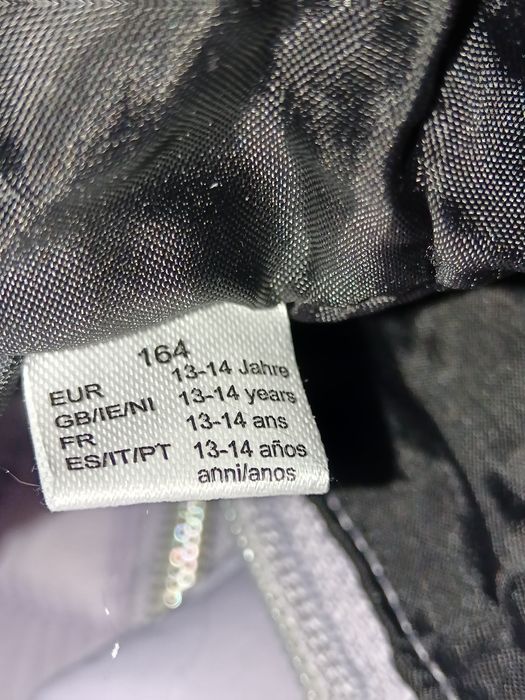 164
EUR 13-14 Jahre
GB/IE/NI 13-14 years
FR 13-14 ans
ES/IT/PT 13-14 años
anni/anos